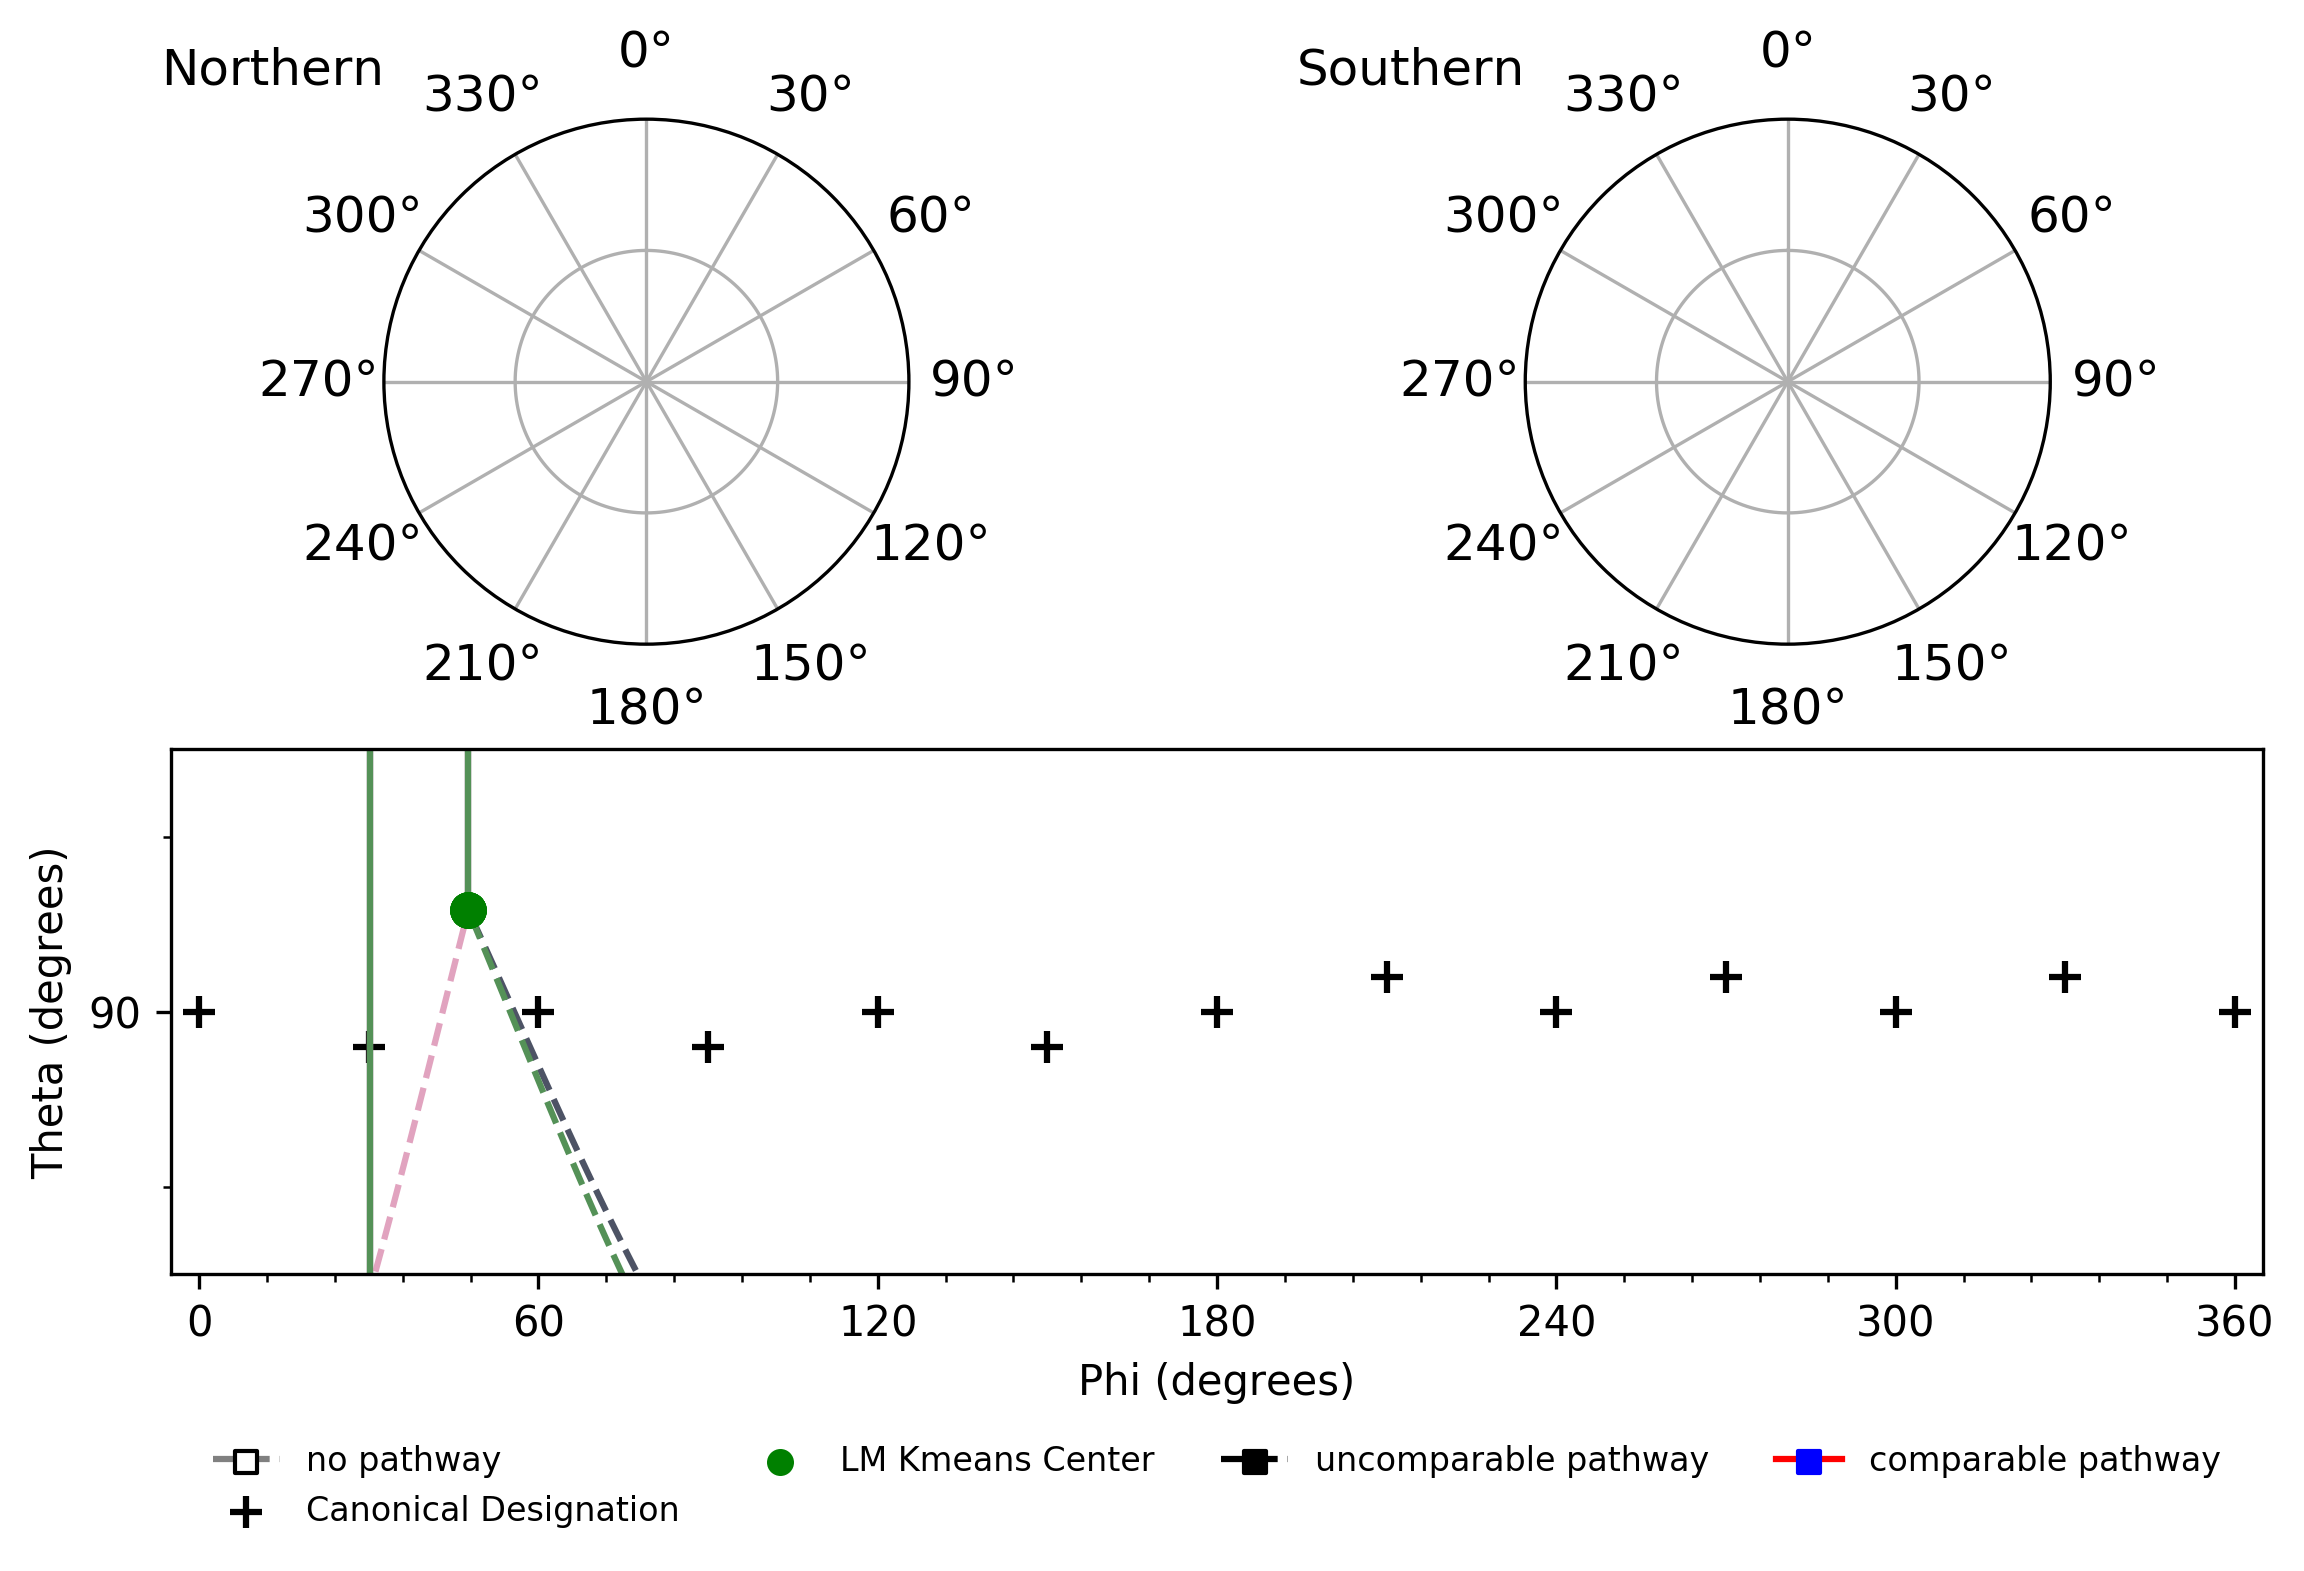 Northern
0°
30°
60°
90°
120°
150°
180°
210°
240°
270°
300°
330°
Southern
0°
30°
60°
90°
120°
150°
180°
210°
240°
270°
300°
330°
Theta (degrees)
90
0 60 120 180 240 300 360
Phi (degrees)
no pathway
Canonical Designation
LM Kmeans Center
uncomparable pathway
comparable pathway